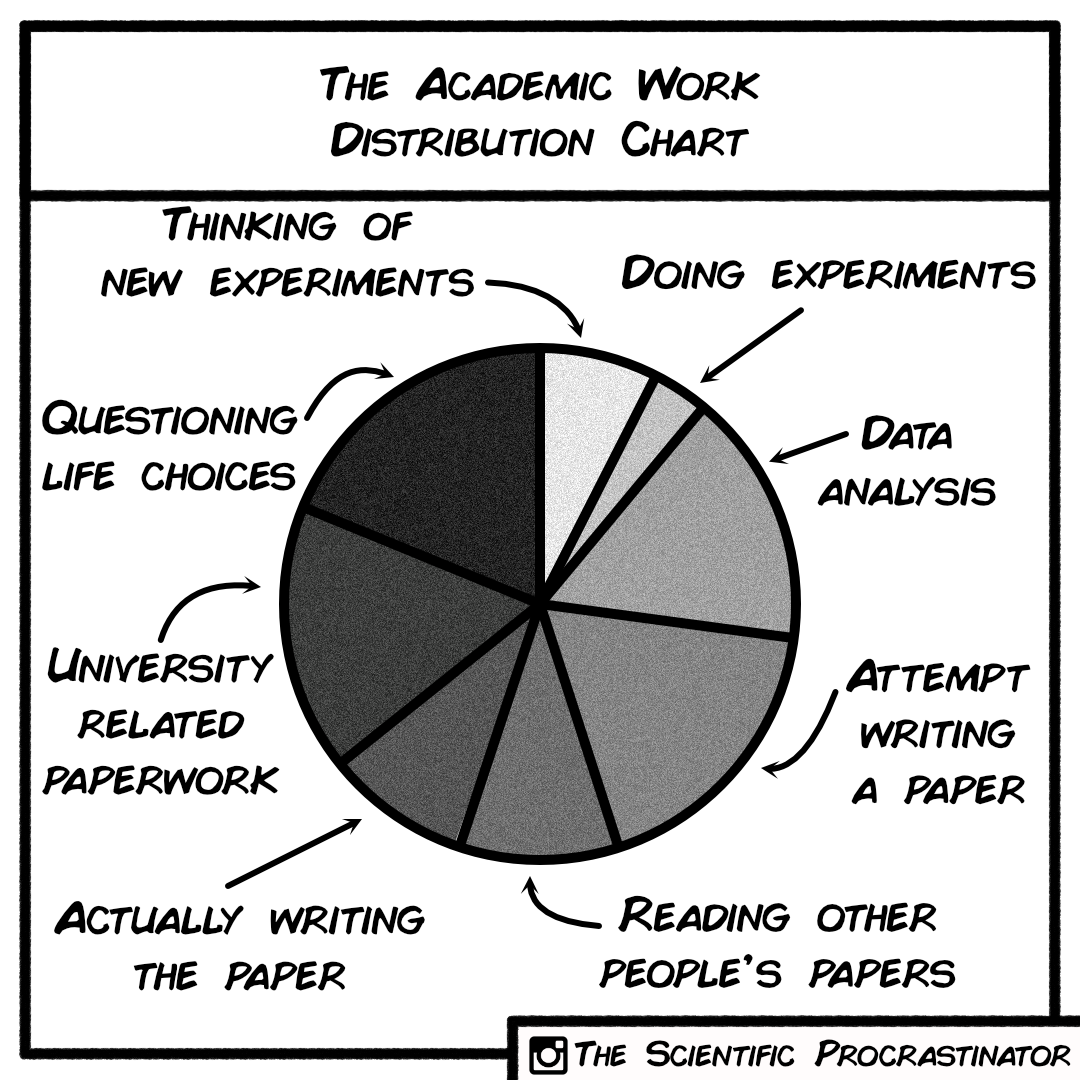 The Academic Work
Distribution Chart
Thinking of
new experiments
Doing experiments
Questioning
life choices
Data
analysis
University
related
paperwork
Attempt
writing
a paper
Actually writing
the paper
Reading other
people's papers
The Scientific Procrastinator